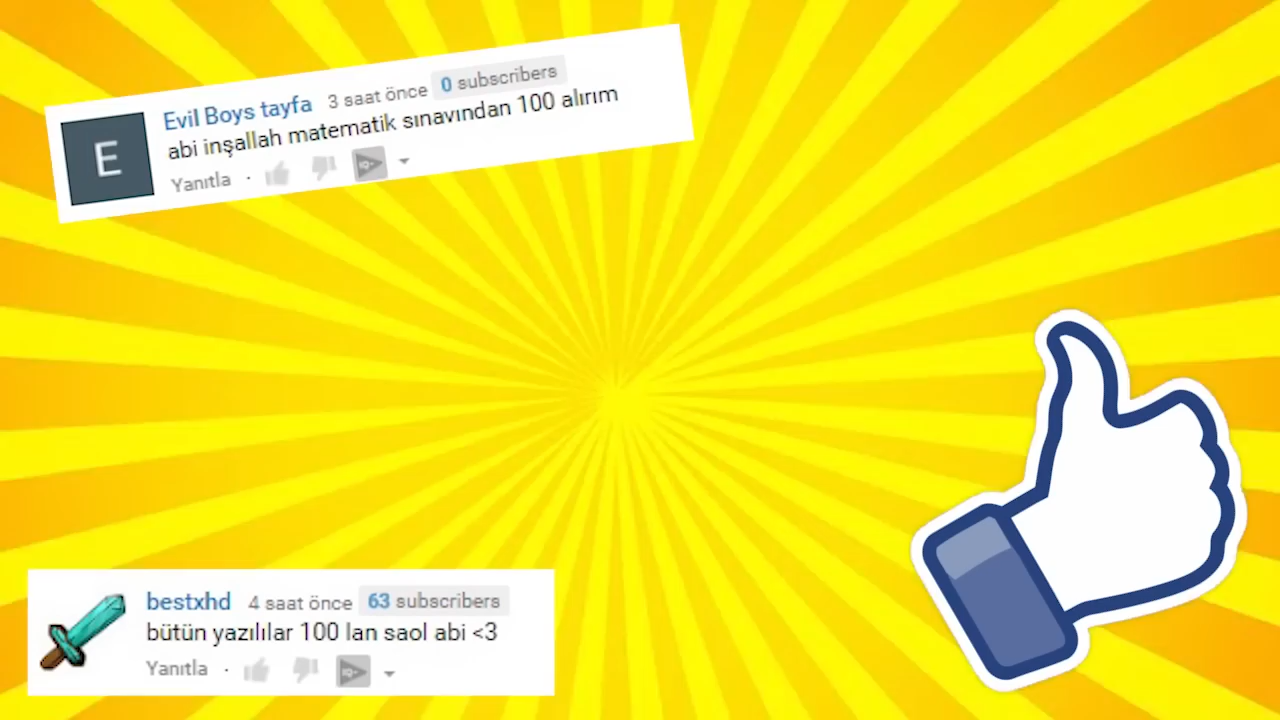 Evil Boys tayfa 3 saat önce 0 subscribers
abi inşallah matematik sınavından 100 alırım
Yanıtla ·
E
bestxhd 4 saat önce 63 subscribers
bütün yazılılar 100 lan saol abi <3
Yanıtla ·